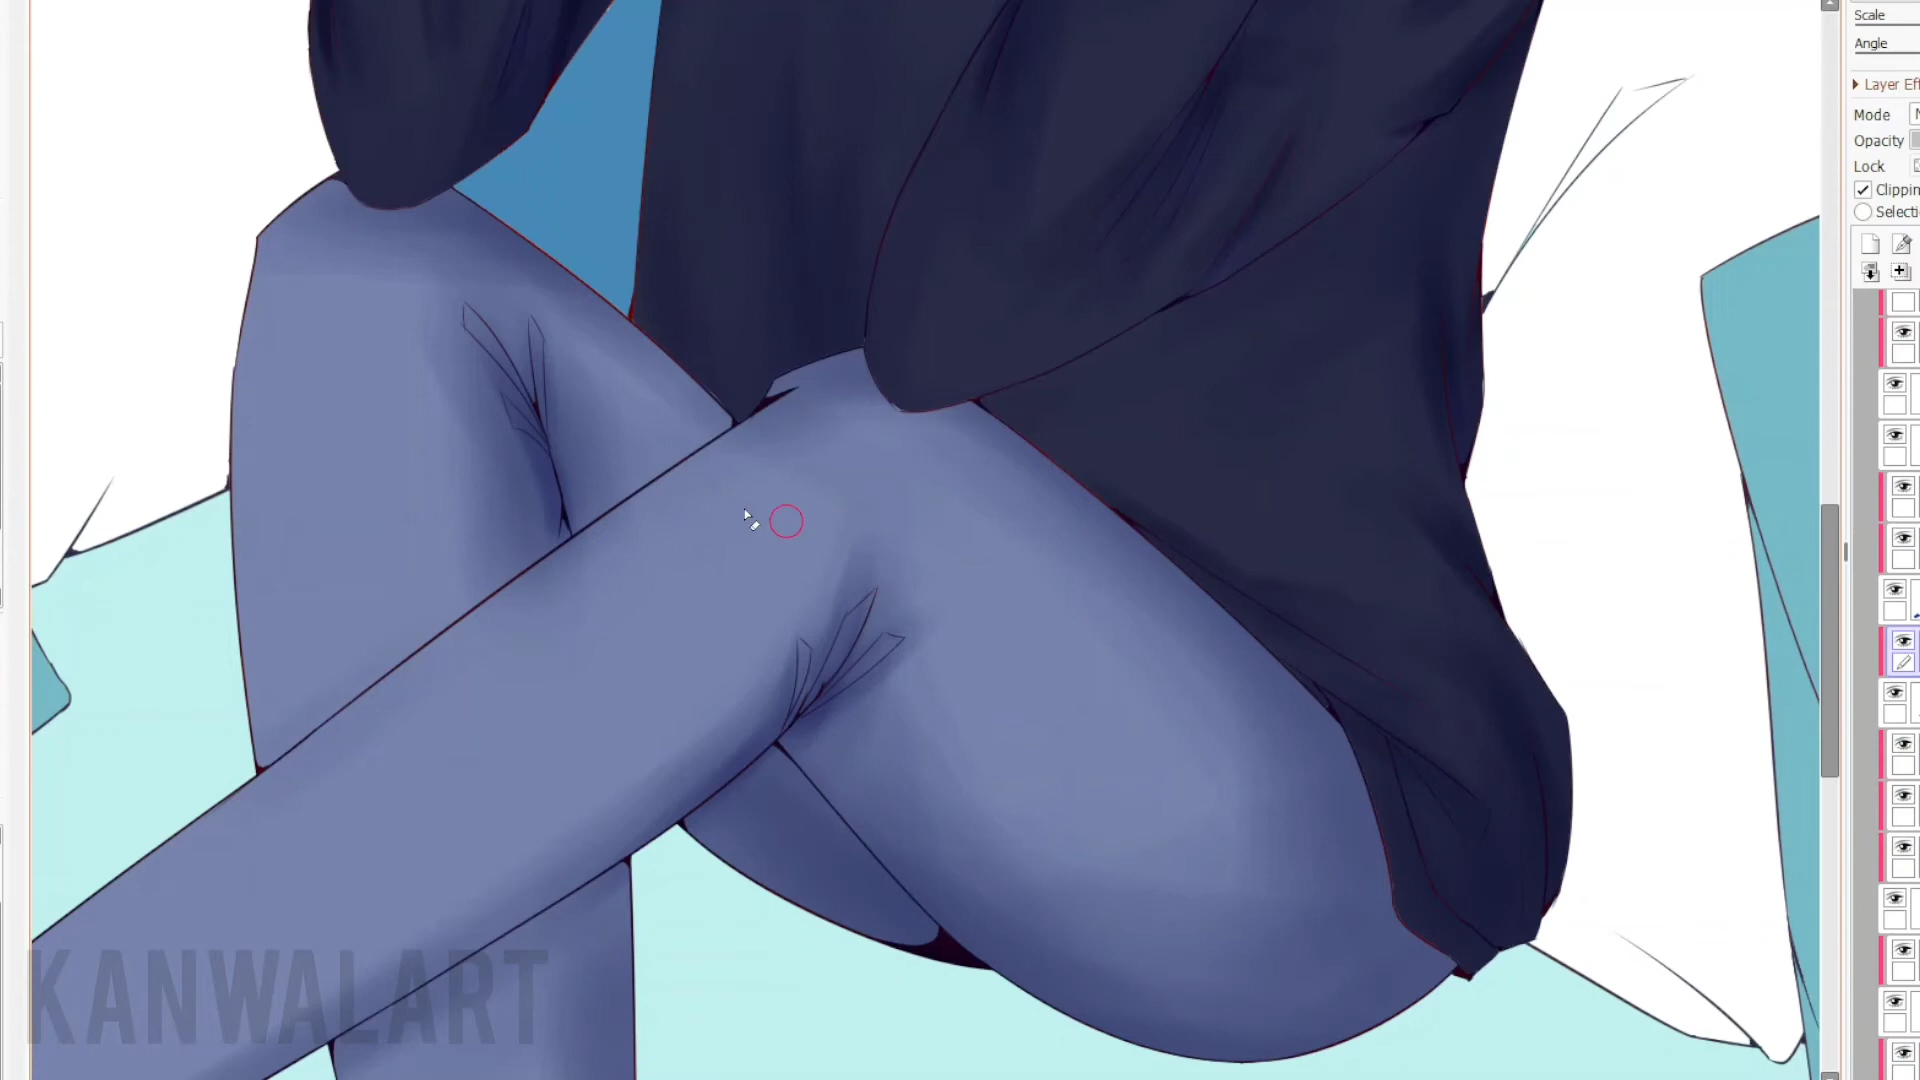 Scale
Angle
Layer Eff
Mode
Opacity
Lock
Clippin
Selecti
KANWALART